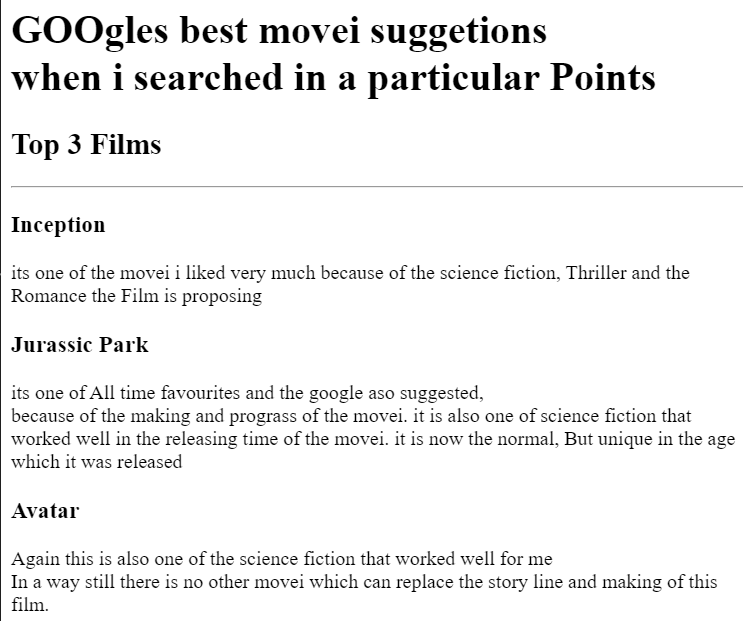 GOOgles best movei suggetions
when i searched in a particular Points
Top 3 Films
Inception
its one of the movei i liked very much because of the science fiction, Thriller and the
Romance the Film is proposing
Jurassic Park
its one of All time favourites and the google aso suggested,
because of the making and prograss of the movei. it is also one of science fiction that
worked well in the releasing time of the movei. it is now the normal, But unique in the age
which it was released
Avatar
Again this is also one of the science fiction that worked well for me
In a way still there is no other movei which can replace the story line and making of this
film.